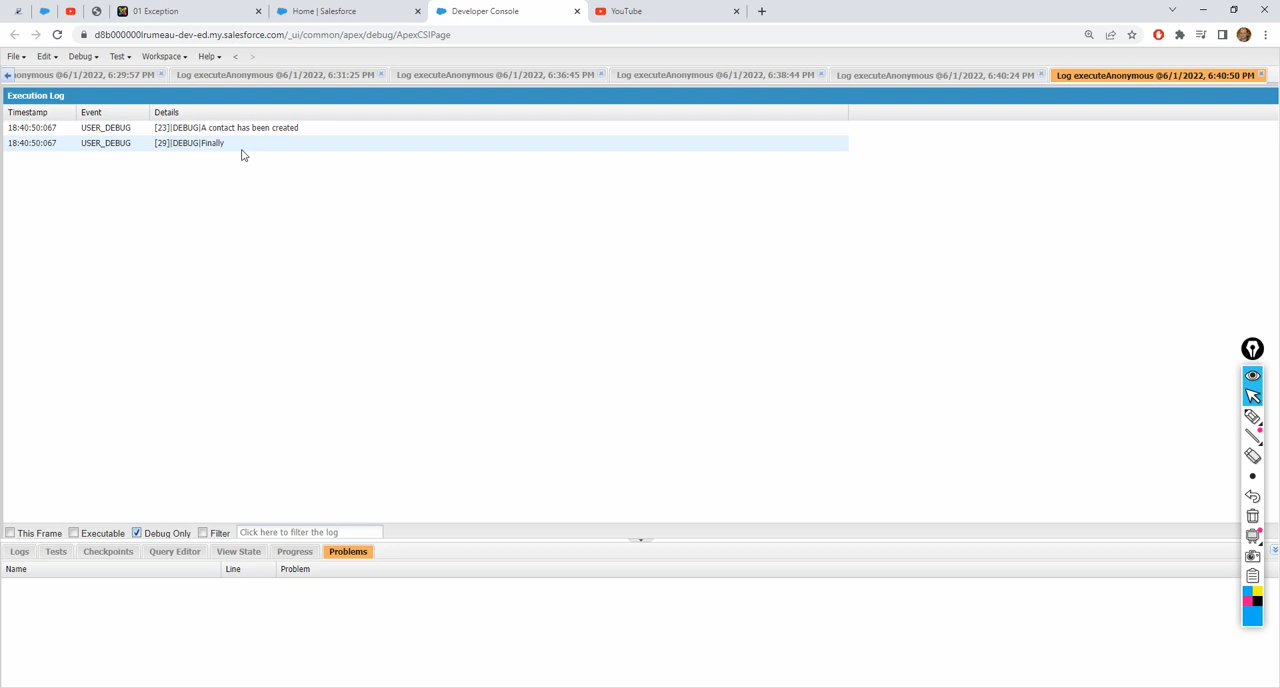 01 Exception
Home | Salesforce
Developer Console
YouTube
d8b000000lrumeau-dev-ed.my.salesforce.com/_ui/common/apex/debug/ApexCSIPage
File Edit Debug Test Workspace Help < >
nonymous @6/1/2022, 6:29:57 PM
Log executeAnonymous @6/1/2022, 6:31:25 PM
Log executeAnonymous @6/1/2022, 6:36:45 PM
Log executeAnonymous @6/1/2022, 6:38:44 PM
Log executeAnonymous @6/1/2022, 6:40:24 PM
Log executeAnonymous @6/1/2022, 6:40:50 PM
Execution Log
Timestamp Event Details
18:40:50:067 USER_DEBUG [23]|DEBUG|A contact has been created
18:40:50:067 USER_DEBUG [29]|DEBUG|Finally
This Frame Executable Debug Only Filter Click here to filter the log
Logs Tests Checkpoints Query Editor View State Progress Problems
Name Line Problem